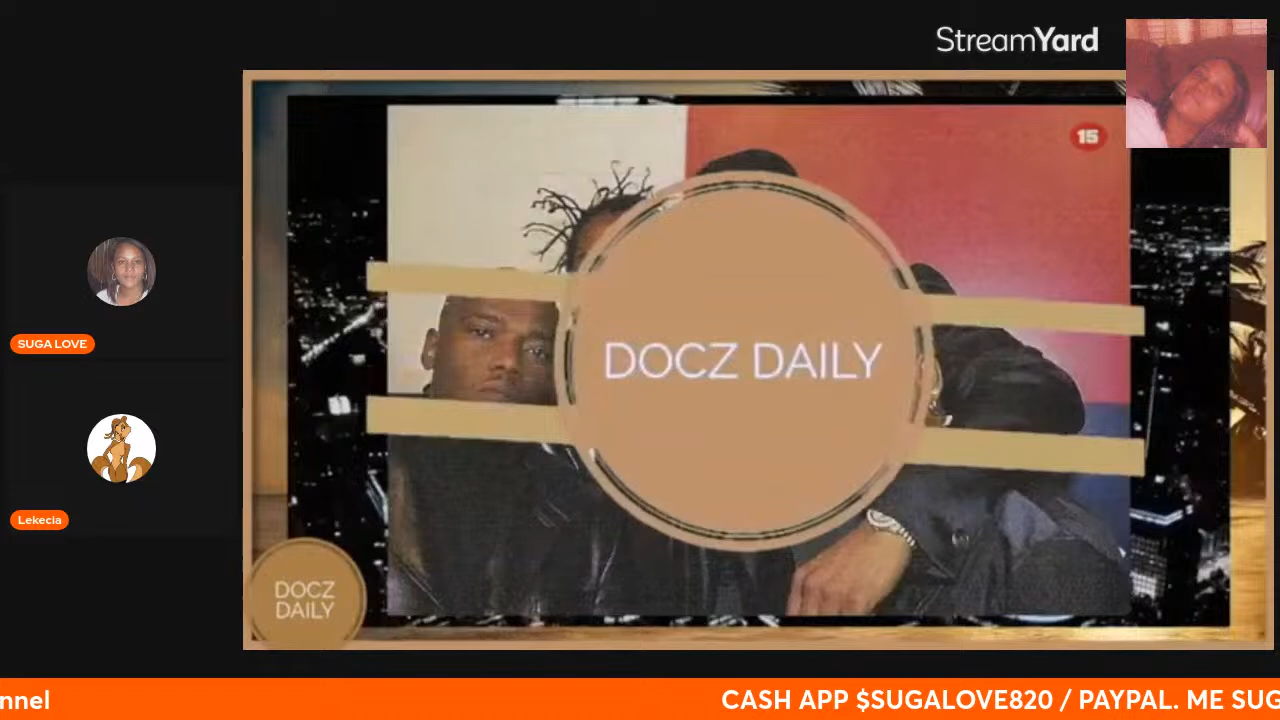 StreamYard
15
SUGA LOVE
DOCZ DAILY
Lekecia
DOCZ
DAILY
nnel
CASH APP $SUGALOVE820 / PAYPAL. ME SUG